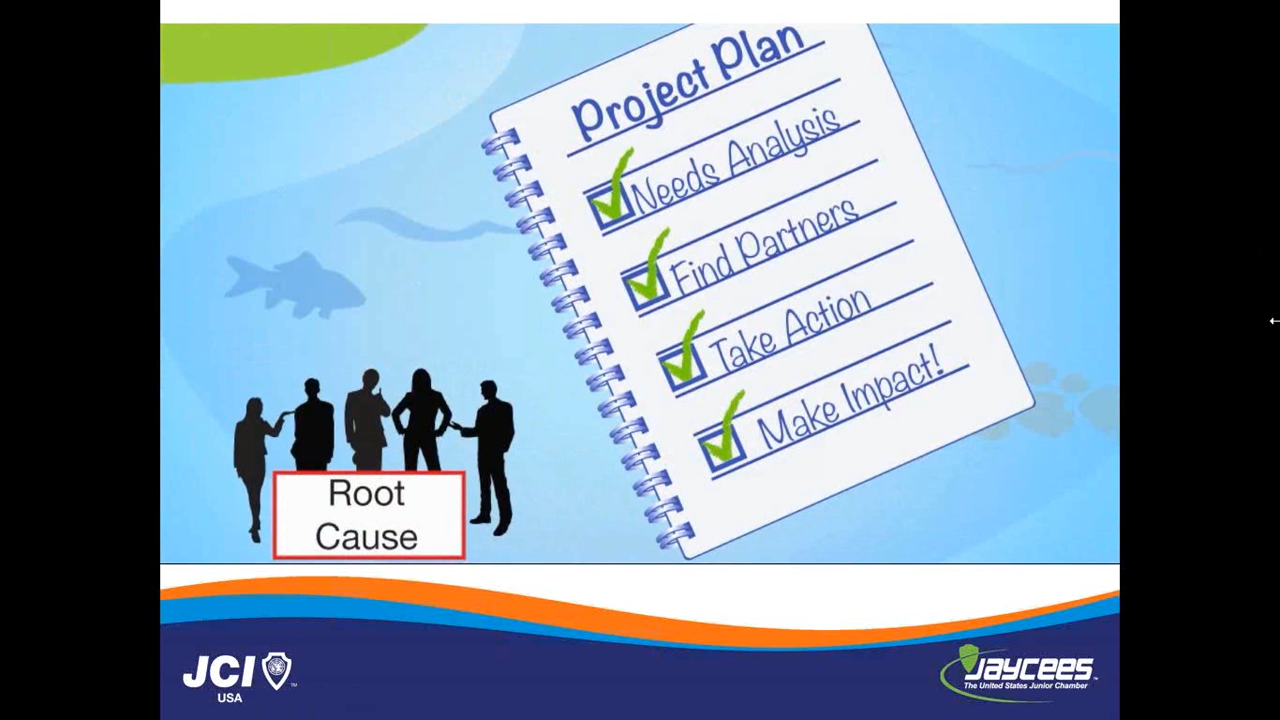 Project Plan
Needs Analysis
Find Partners
Take Action
Make Impact!
Root
Cause
JCI
USA
Jaycees
The United States Junior Chamber